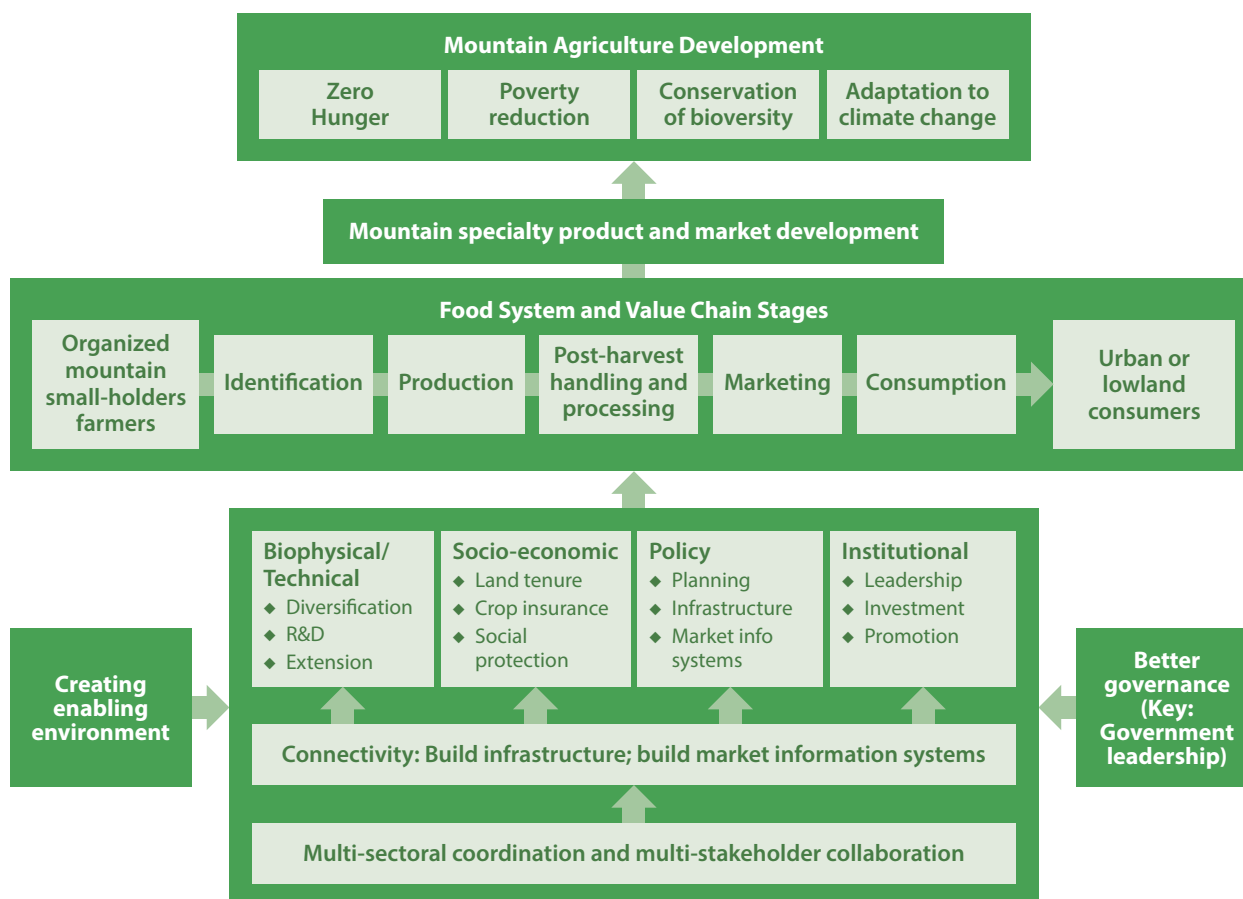 Mountain Agriculture Development
Zero
Hunger
Poverty
reduction
Conservation
of bioversity
Adaptation to
climate change
Mountain specialty product and market development
Food System and Value Chain Stages
Organized
mountain
small-holders
farmers
Identification
Production
Post-harvest
handling and
processing
Marketing
Consumption
Urban or
lowland
consumers
Biophysical/
Technical
◆ Diversification
◆ R&D
◆ Extension
Socio-economic
◆ Land tenure
◆ Crop insurance
◆ Social
protection
Policy
◆ Planning
◆ Infrastructure
◆ Market info
systems
Institutional
◆ Leadership
◆ Investment
◆ Promotion
Creating
enabling
environment
Better
governance
(Key:
Government
leadership)
Connectivity: Build infrastructure; build market information systems
Multi-sectoral coordination and multi-stakeholder collaboration